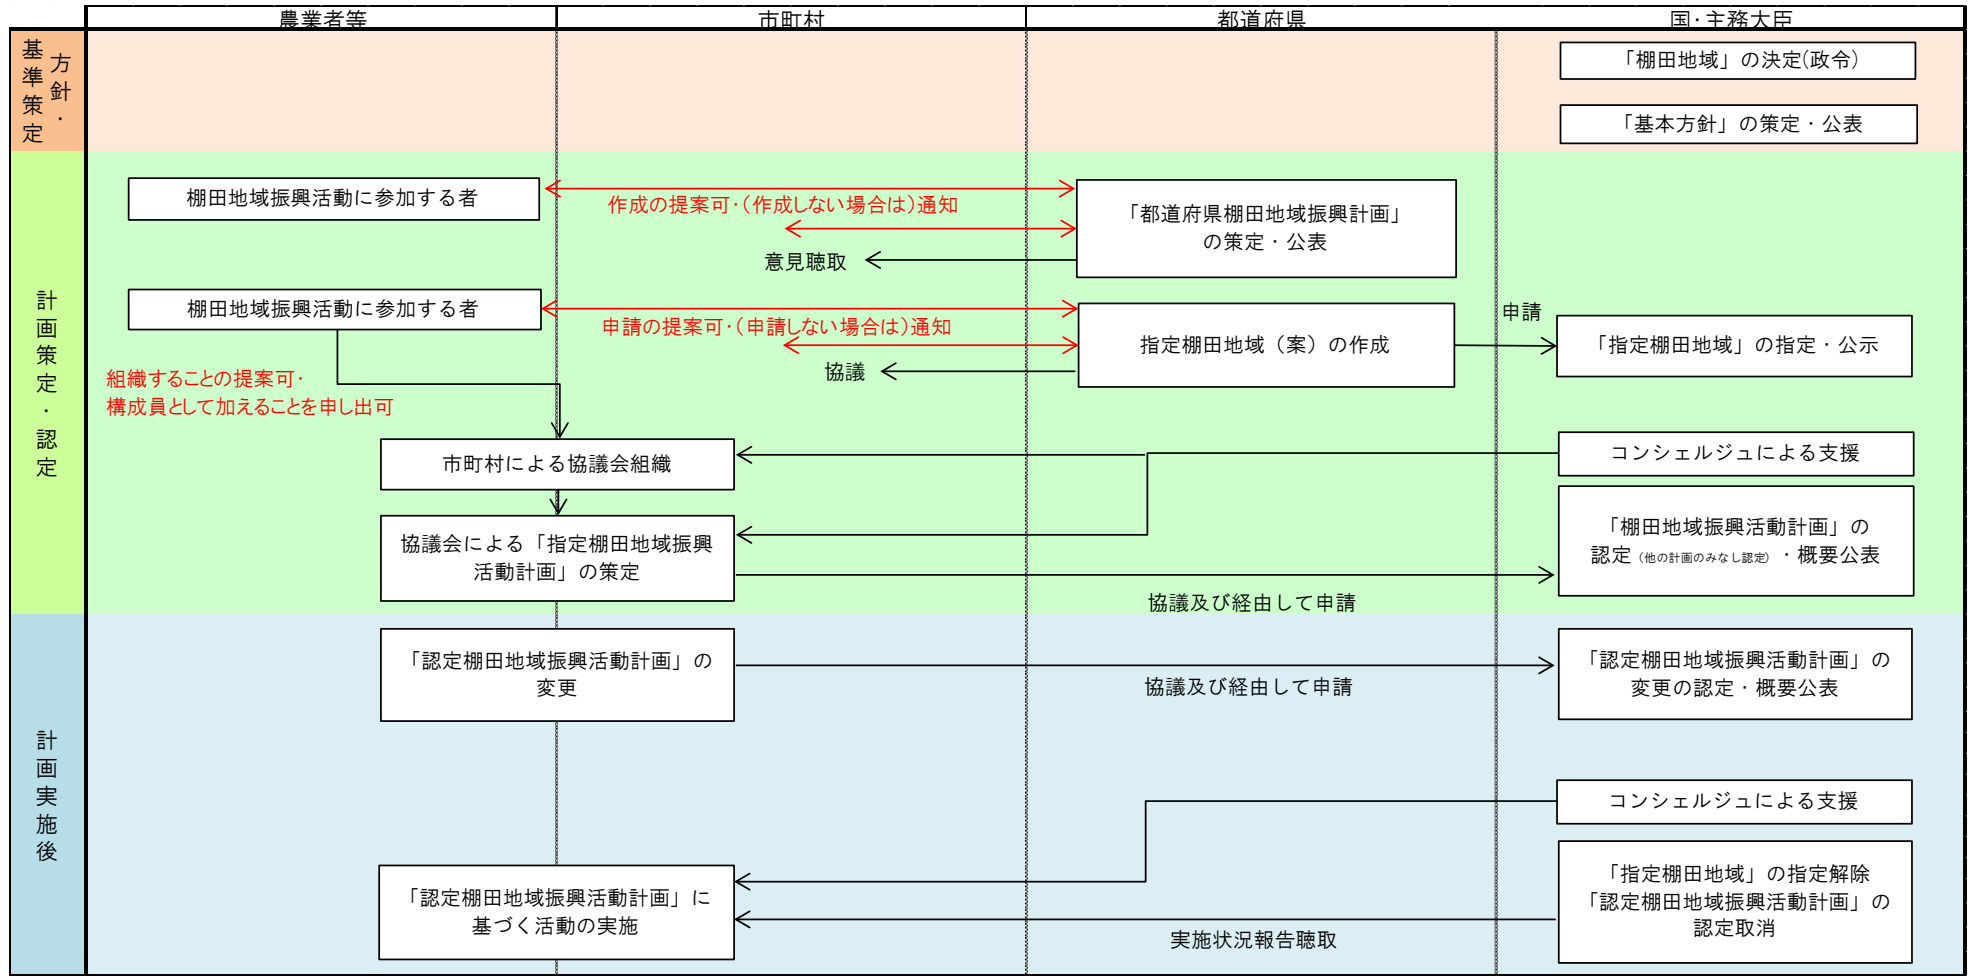 農業者等
市町村
都道府県
国・主務大臣
方針・
基準策定
「棚田地域」の決定(政令)
「基本方針」の策定・公表
計画策定・認定
棚田地域振興活動に参加する者
作成の提案可・(作成しない場合は)通知
意見聴取
「都道府県棚田地域振興計画」
の策定・公表
棚田地域振興活動に参加する者
申請の提案可・(申請しない場合は)通知
協議
指定棚田地域（案）の作成
申請
「指定棚田地域」の指定・公示
組織することの提案可・
構成員として加えることを申し出可
市町村による協議会組織
コンシェルジュによる支援
協議会による「指定棚田地域振興
活動計画」の策定
「棚田地域振興活動計画」の
認定（他の計画のみなし認定）・概要公表
協議及び経由して申請
計画実施後
「認定棚田地域振興活動計画」の
変更
協議及び経由して申請
「認定棚田地域振興活動計画」の
変更の認定・概要公表
コンシェルジュによる支援
「認定棚田地域振興活動計画」に
基づく活動の実施
実施状況報告聴取
「指定棚田地域」の指定解除
「認定棚田地域振興活動計画」の
認定取消